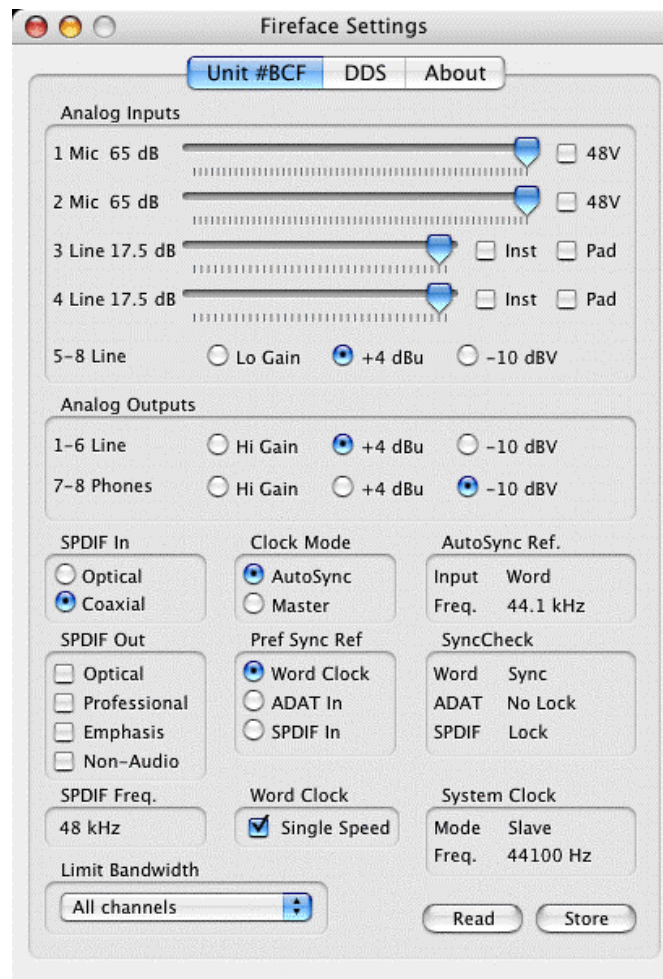 Fireface Settings
Unit #BCF DDS About
Analog Inputs
1 Mic 65 dB 48V
2 Mic 65 dB 48V
3 Line 17.5 dB Inst Pad
4 Line 17.5 dB Inst Pad
5-8 Line Lo Gain +4 dBu -10 dBV
Analog Outputs
1-6 Line Hi Gain +4 dBu -10 dBV
7-8 Phones Hi Gain +4 dBu -10 dBV
SPDIF In
Optical
Coaxial
Clock Mode
AutoSync
Master
AutoSync Ref.
Input Word
Freq. 44.1 kHz
SPDIF Out
Optical
Professional
Emphasis
Non-Audio
Pref Sync Ref
Word Clock
ADAT In
SPDIF In
SyncCheck
Word Sync
ADAT No Lock
SPDIF Lock
SPDIF Freq.
48 kHz
Word Clock
Single Speed
System Clock
Mode Slave
Freq. 44100 Hz
Limit Bandwidth
All channels
Read Store